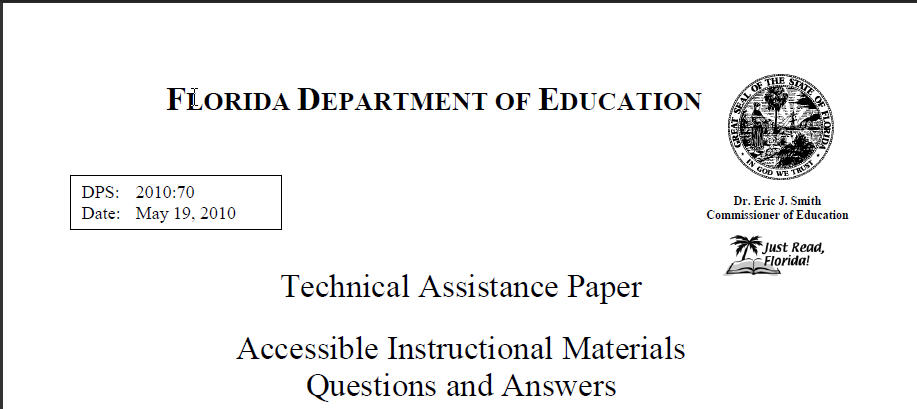 FLORIDA DEPARTMENT OF EDUCATION
GREAT SEAL OF THE STATE OF FLORIDA
IN GOD WE TRUST
DPS: 2010:70
Date: May 19, 2010
Dr. Eric J. Smith
Commissioner of Education
Just Read,
Florida!
Technical Assistance Paper
Accessible Instructional Materials
Questions and Answers